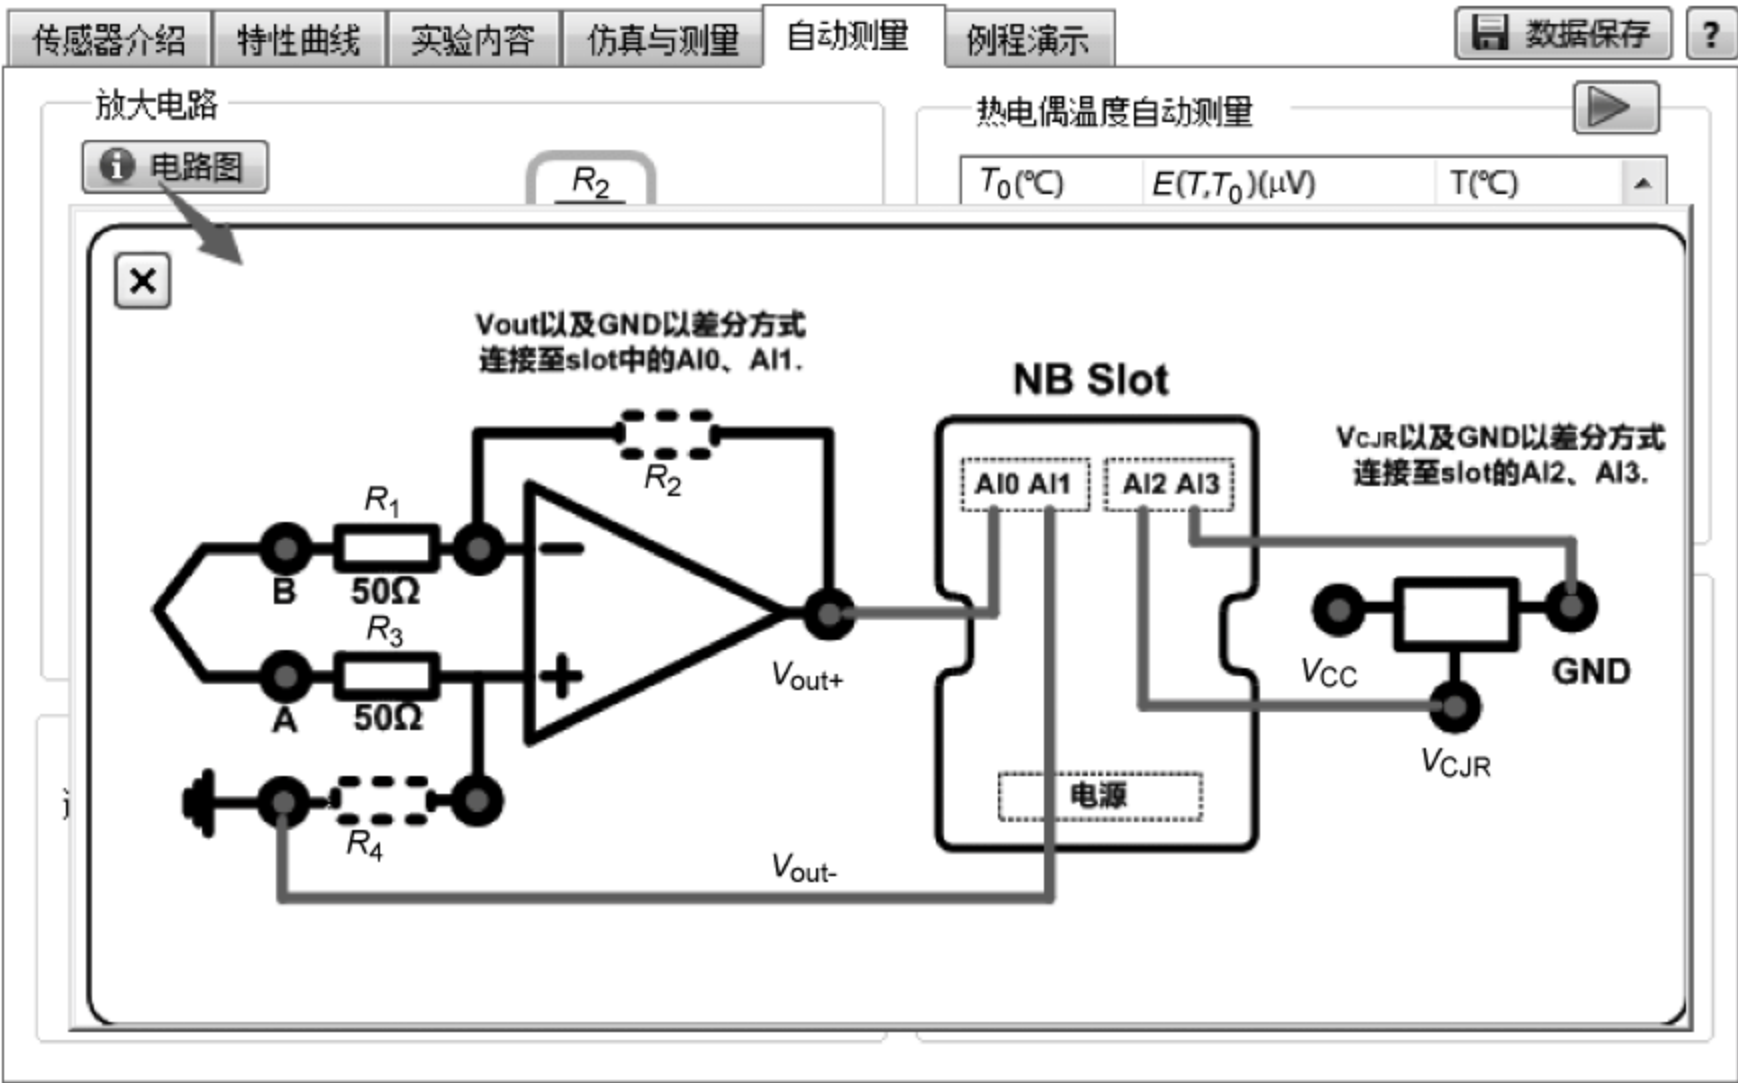 传感器介绍 特性曲线 实验内容 仿真与测量 自动测量 例程演示 数据保存 ?
放大电路
电路图
R2
热电偶温度自动测量
T0(℃) E(T,T0)(μV) T(℃)
Vout以及GND以差分方式
连接至slot中的AI0、AI1.
NB Slot
VCJR以及GND以差分方式
连接至slot的AI2、AI3.
AI0 AI1 AI2 AI3
R2
R1
50Ω
B
R3
50Ω
A
R4
Vout+
Vout-
电源
VCC
GND
VCJR